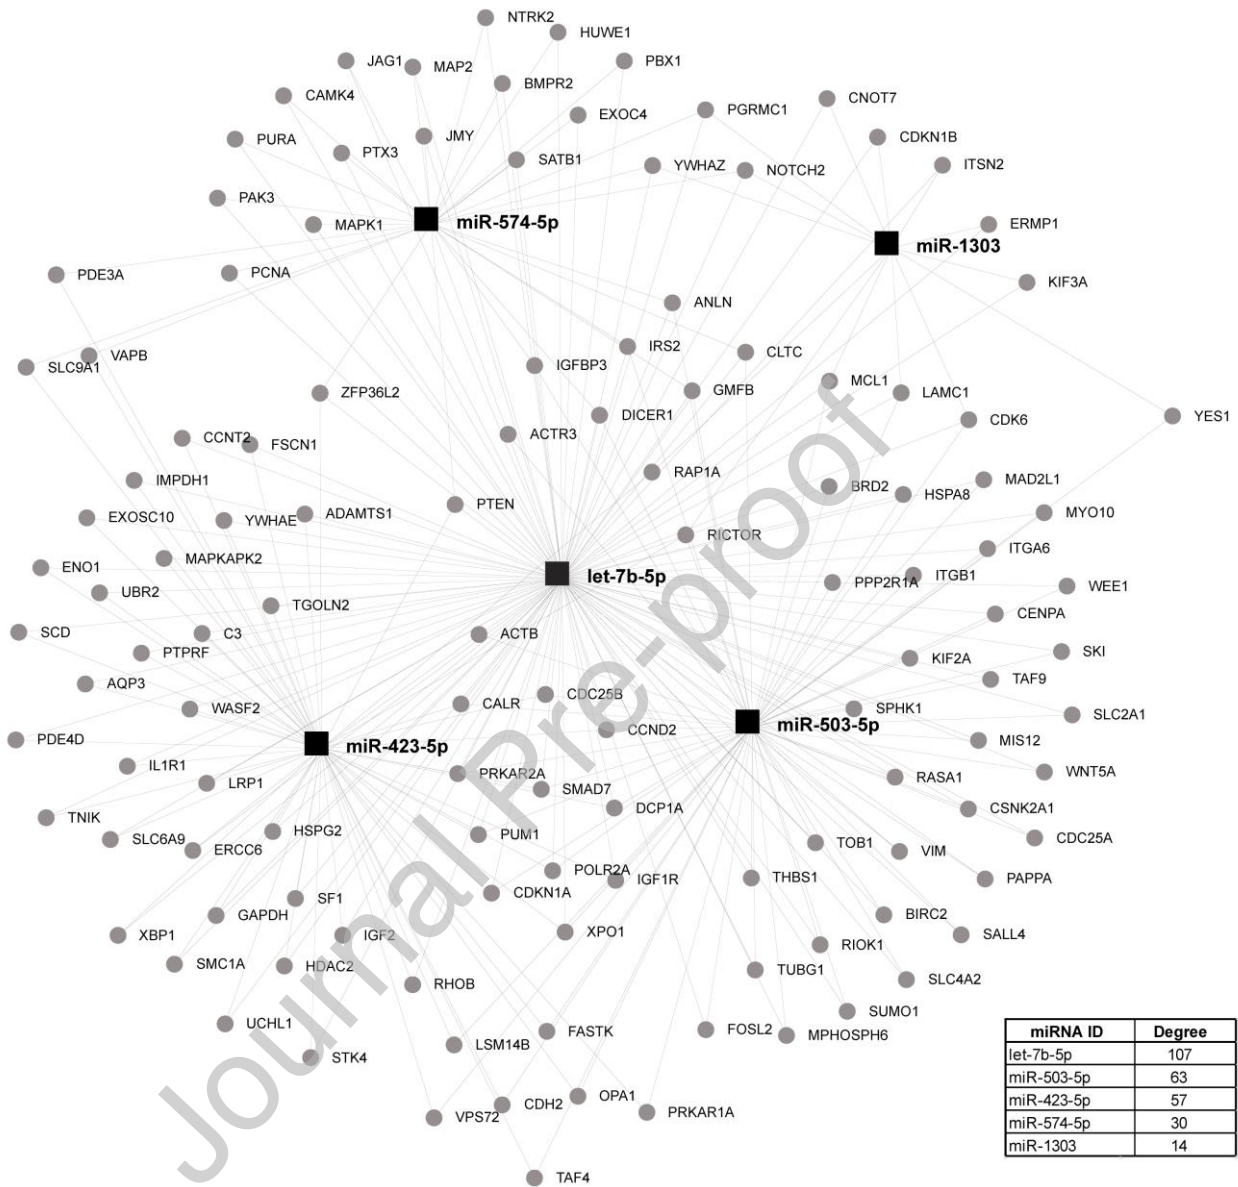 NTRK2
HUWE1
JAG1
MAP2
PBX1
BMPR2
CAMK4
CNOT7
EXOC4
PGRMC1
PURA
JMY
CDKN1B
PTX3
SATB1
YWHAZ
NOTCH2
ITSN2
PAK3
MAPK1
miR-574-5p
ERMP1
miR-1303
PDE3A
PCNA
KIF3A
ANLN
SLC9A1
VAPB
IRS2
CLTC
IGFBP3
MCL1
ZFP36L2
GMFB
LAMC1
DICER1
CDK6
YES1
CCNT2
FSCN1
ACTR3
RAP1A
IMPDH1
MAD2L1
BRD2
HSPA8
EXOSC10
YWHAE
ADAMTS1
PTEN
MYO10
RICTOR
MAPKAPK2
ITGA6
ENO1
let-7b-5p
ITGB1
UBR2
PPP2R1A
WEE1
TGOLN2
CENPA
SCD
C3
ACTB
PTPRF
KIF2A
SKI
AQP3
TAF9
CALR
CDC25B
WASF2
SPHK1
SLC2A1
PDE4D
miR-423-5p
CCND2
miR-503-5p
MIS12
IL1R1
LRP1
PRKAR2A
SMAD7
RASA1
WNT5A
TNIK
DCP1A
CSNK2A1
SLC6A9
HSPG2
PUM1
CDC25A
ERCC6
TOB1
VIM
POLR2A
CDKN1A
IGF1R
THBS1
PAPPA
SF1
GAPDH
BIRC2
XBP1
IGF2
XPO1
SALL4
RIOK1
SMC1A
HDAC2
TUBG1
SLC4A2
RHOB
SUMO1
UCHL1
FASTK
FOSL2
MPHOSPH6
STK4
LSM14B
OPA1
CDH2
PRKAR1A
VPS72
TAF4
miRNA ID Degree
let-7b-5p 107
miR-503-5p 63
miR-423-5p 57
miR-574-5p 30
miR-1303 14
Journal Pre-proof